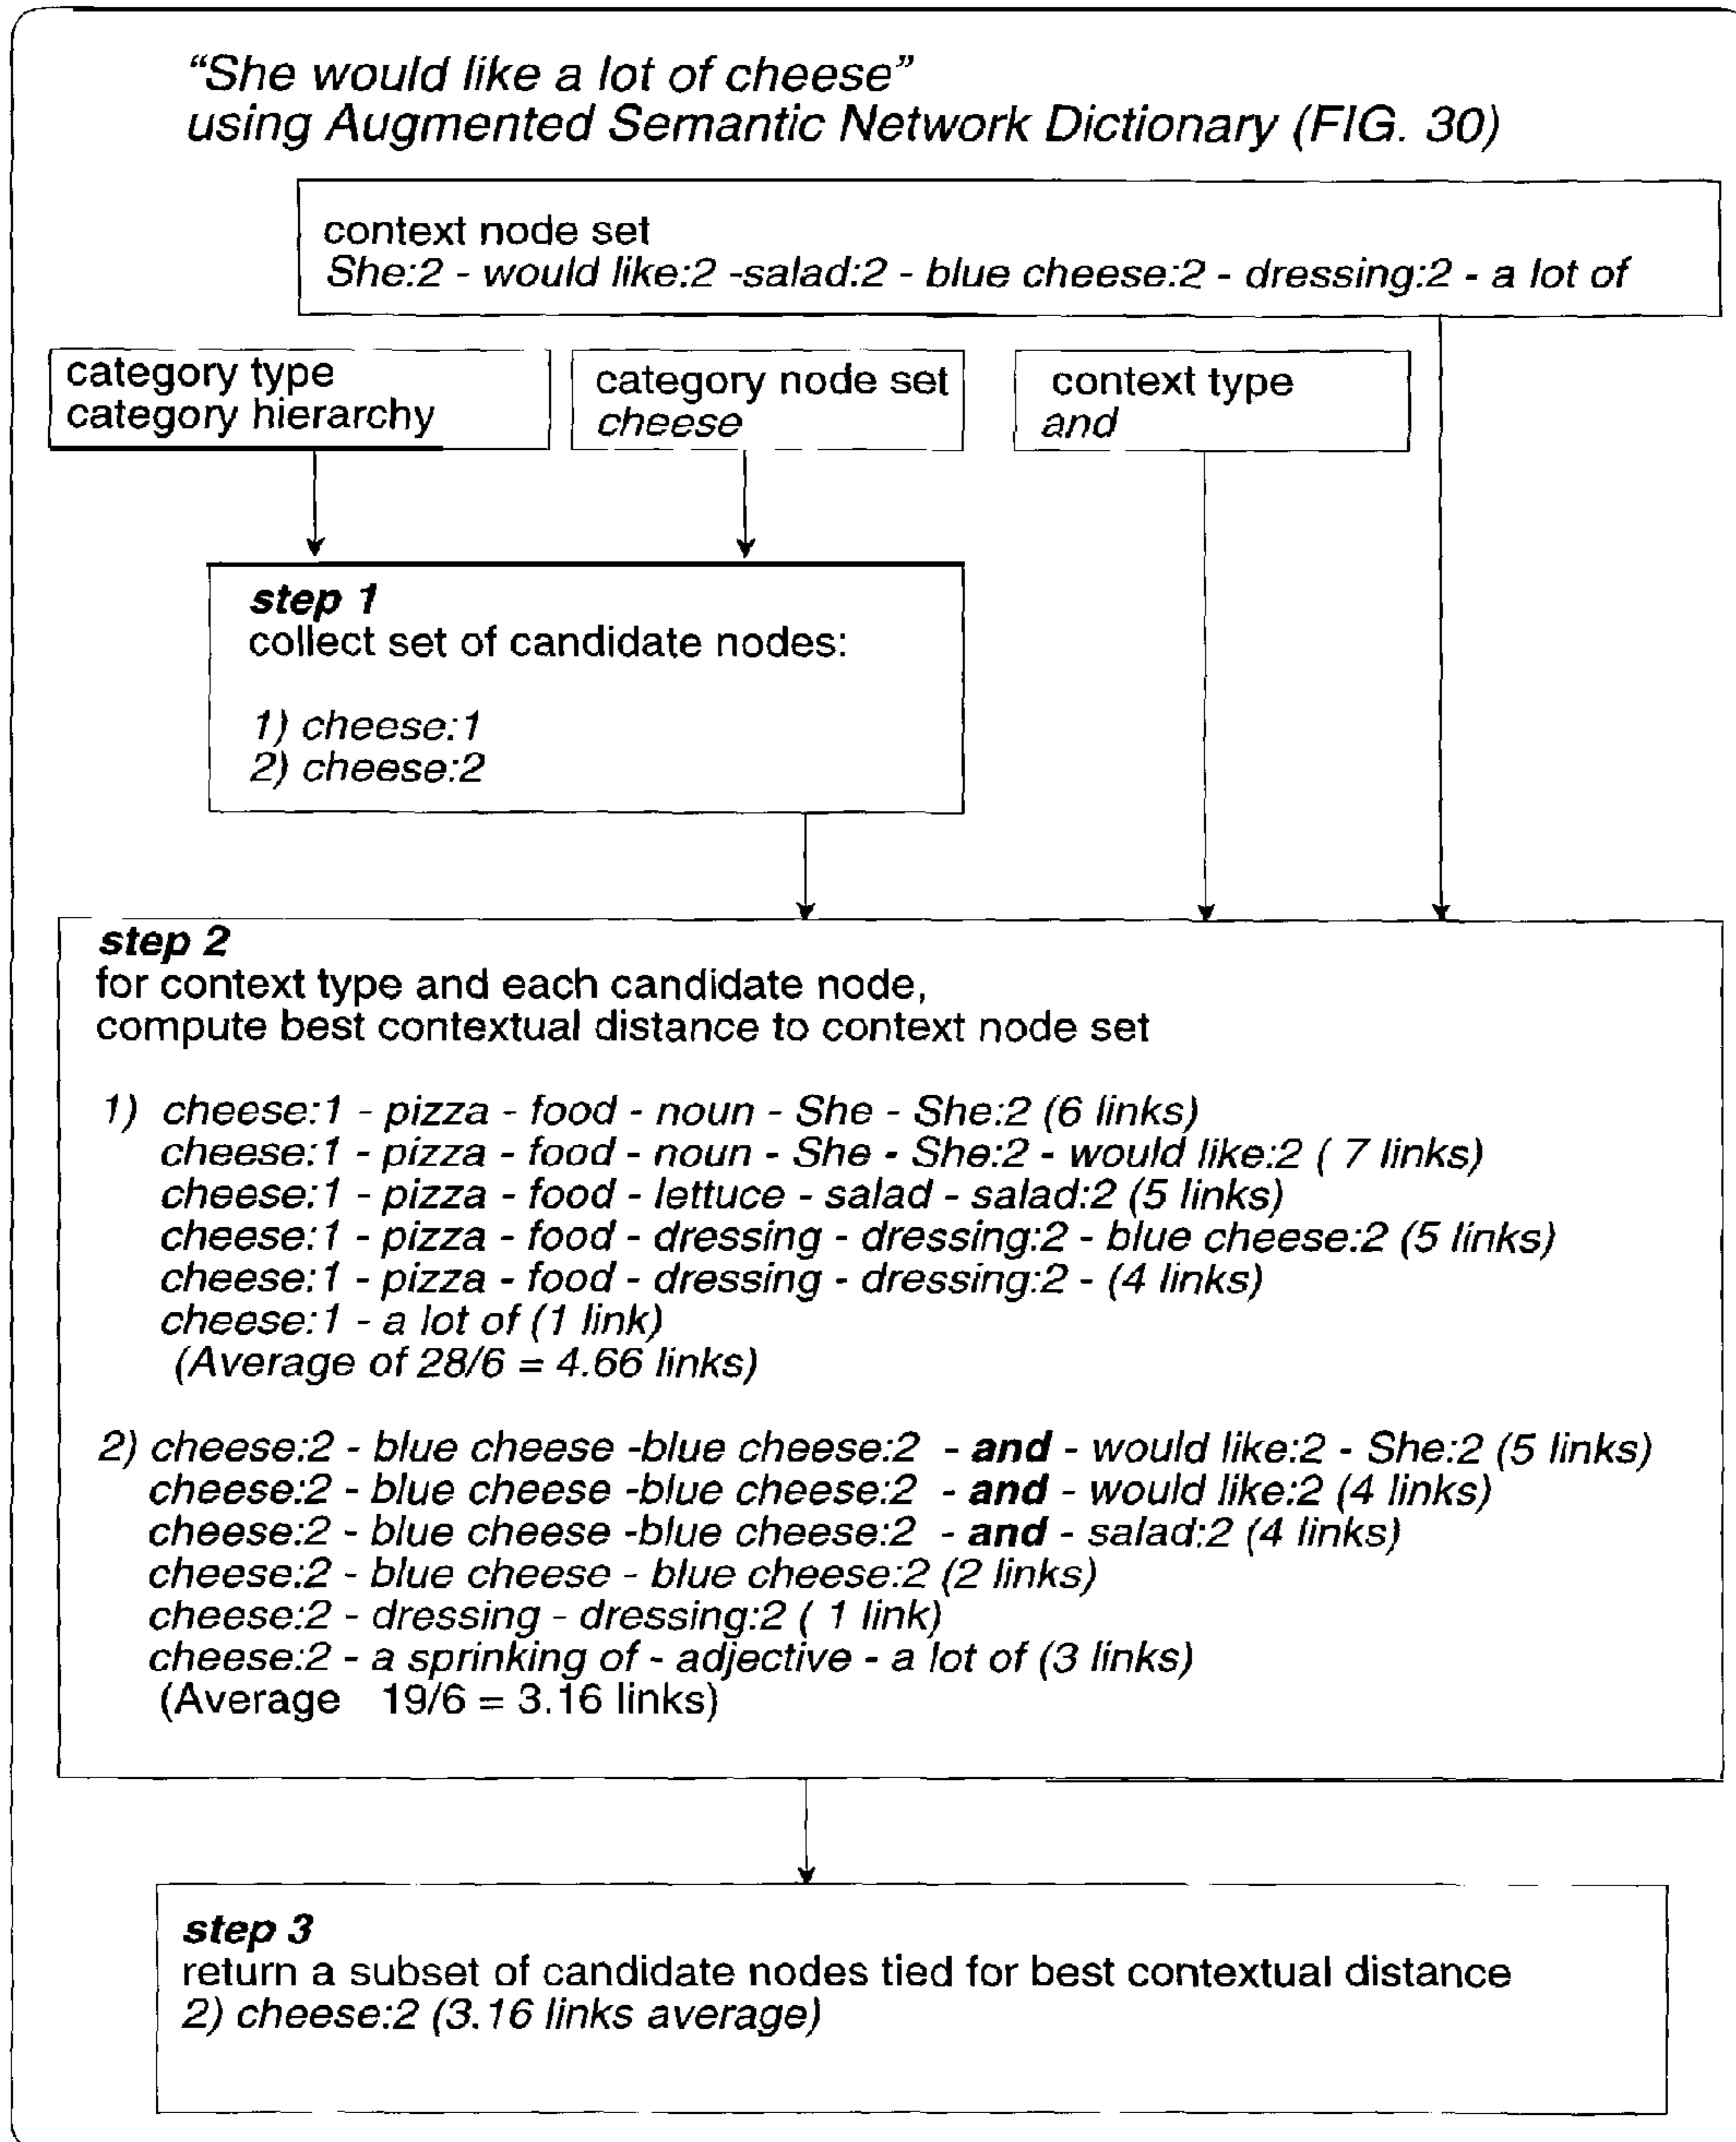 “She would like a lot of cheese”
using Augmented Semantic Network Dictionary (FIG. 30)
context node set
She:2 - would like:2 -salad:2 - blue cheese:2 - dressing:2 - a lot of
category type
category hierarchy
category node set
cheese
context type
and
step 1
collect set of candidate nodes:
1) cheese:1
2) cheese:2
step 2
for context type and each candidate node,
compute best contextual distance to context node set
1) cheese:1 - pizza - food - noun - She - She:2 (6 links)
cheese:1 - pizza - food - noun - She - She:2 - would like:2 ( 7 links)
cheese:1 - pizza - food - lettuce - salad - salad:2 (5 links)
cheese:1 - pizza - food - dressing - dressing:2 - blue cheese:2 (5 links)
cheese:1 - pizza - food - dressing - dressing:2 - (4 links)
cheese:1 - a lot of (1 link)
(Average of 28/6 = 4.66 links)
2) cheese:2 - blue cheese -blue cheese:2 - and - would like:2 - She:2 (5 links)
cheese:2 - blue cheese -blue cheese:2 - and - would like:2 (4 links)
cheese:2 - blue cheese -blue cheese:2 - and - salad:2 (4 links)
cheese:2 - blue cheese - blue cheese:2 (2 links)
cheese:2 - dressing - dressing:2 ( 1 link)
cheese:2 - a sprinking of - adjective - a lot of (3 links)
(Average 19/6 = 3.16 links)
step 3
return a subset of candidate nodes tied for best contextual distance
2) cheese:2 (3.16 links average)